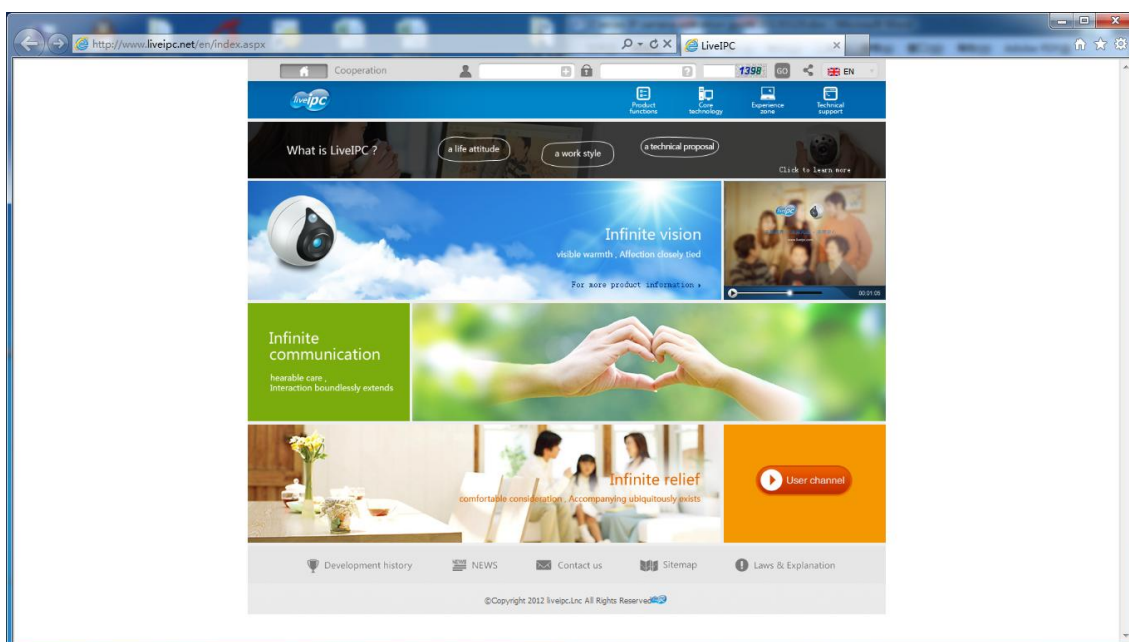 http://www.liveipc.net/en/index.aspx
LiveIPC
Cooperation
1398
GO
EN
liveipc
Product functions
Core technology
Experience zone
Technical support
What is LiveIPC ?
a life attitude
a work style
a technical proposal
Click to learn more
Infinite vision
visible warmth , Affection closely tied
For more product information
liveipc
00:01:05
Infinite
communication
hearable care ,
Interaction boundlessly extends
Infinite relief
comfortable consideration , Accompanying ubiquitously exists
User channel
Development history
NEWS
NEWS
Contact us
Sitemap
Laws & Explanation
©Copyright 2012 liveipc.Lnc All Rights Reserved